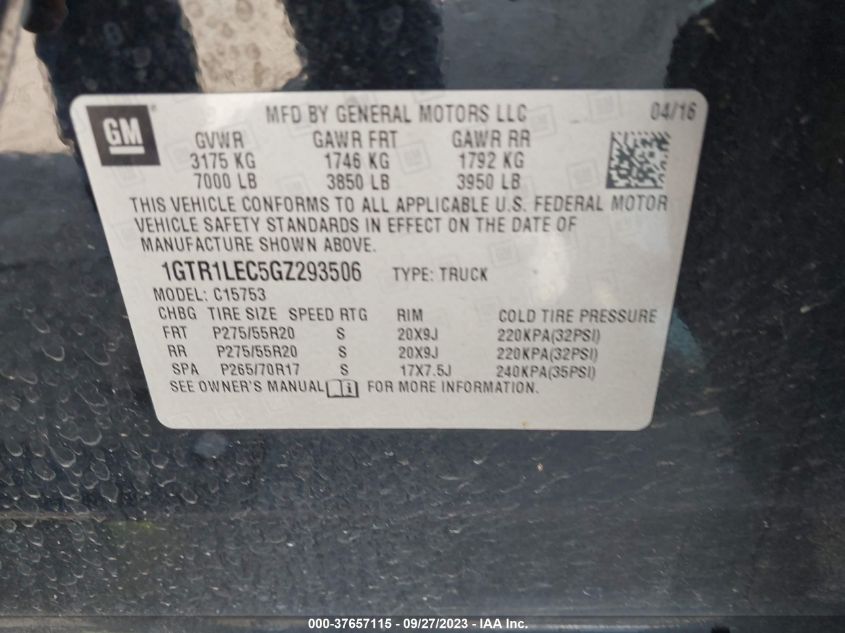 GM
MFD BY GENERAL MOTORS LLC 04/16
GVWR GAWR FRT GAWR RR
3175 KG 1746 KG 1792 KG
7000 LB 3850 LB 3950 LB
THIS VEHICLE CONFORMS TO ALL APPLICABLE U.S. FEDERAL MOTOR
VEHICLE SAFETY STANDARDS IN EFFECT ON THE DATE OF
MANUFACTURE SHOWN ABOVE.
1GTR1LEC5GZ293506 TYPE: TRUCK
MODEL: C15753
CHBG TIRE SIZE SPEED RTG RIM COLD TIRE PRESSURE
FRT P275/55R20 S 20X9J 220KPA(32PSI)
RR P275/55R20 S 20X9J 220KPA(32PSI)
SPA P265/70R17 S 17X7.5J 240KPA(35PSI)
SEE OWNER'S MANUAL FOR MORE INFORMATION.
000-37657115 - 09/27/2023 - IAA Inc.